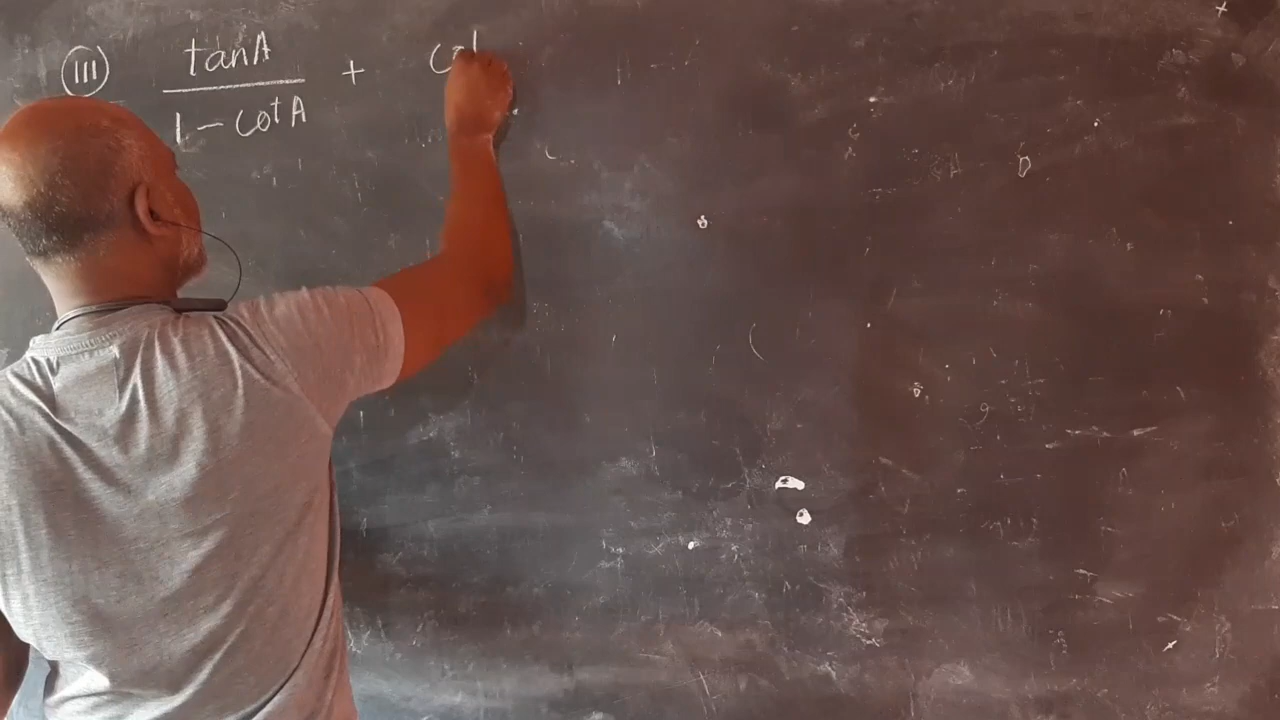 (III) tanA / 1 - cotA + cot